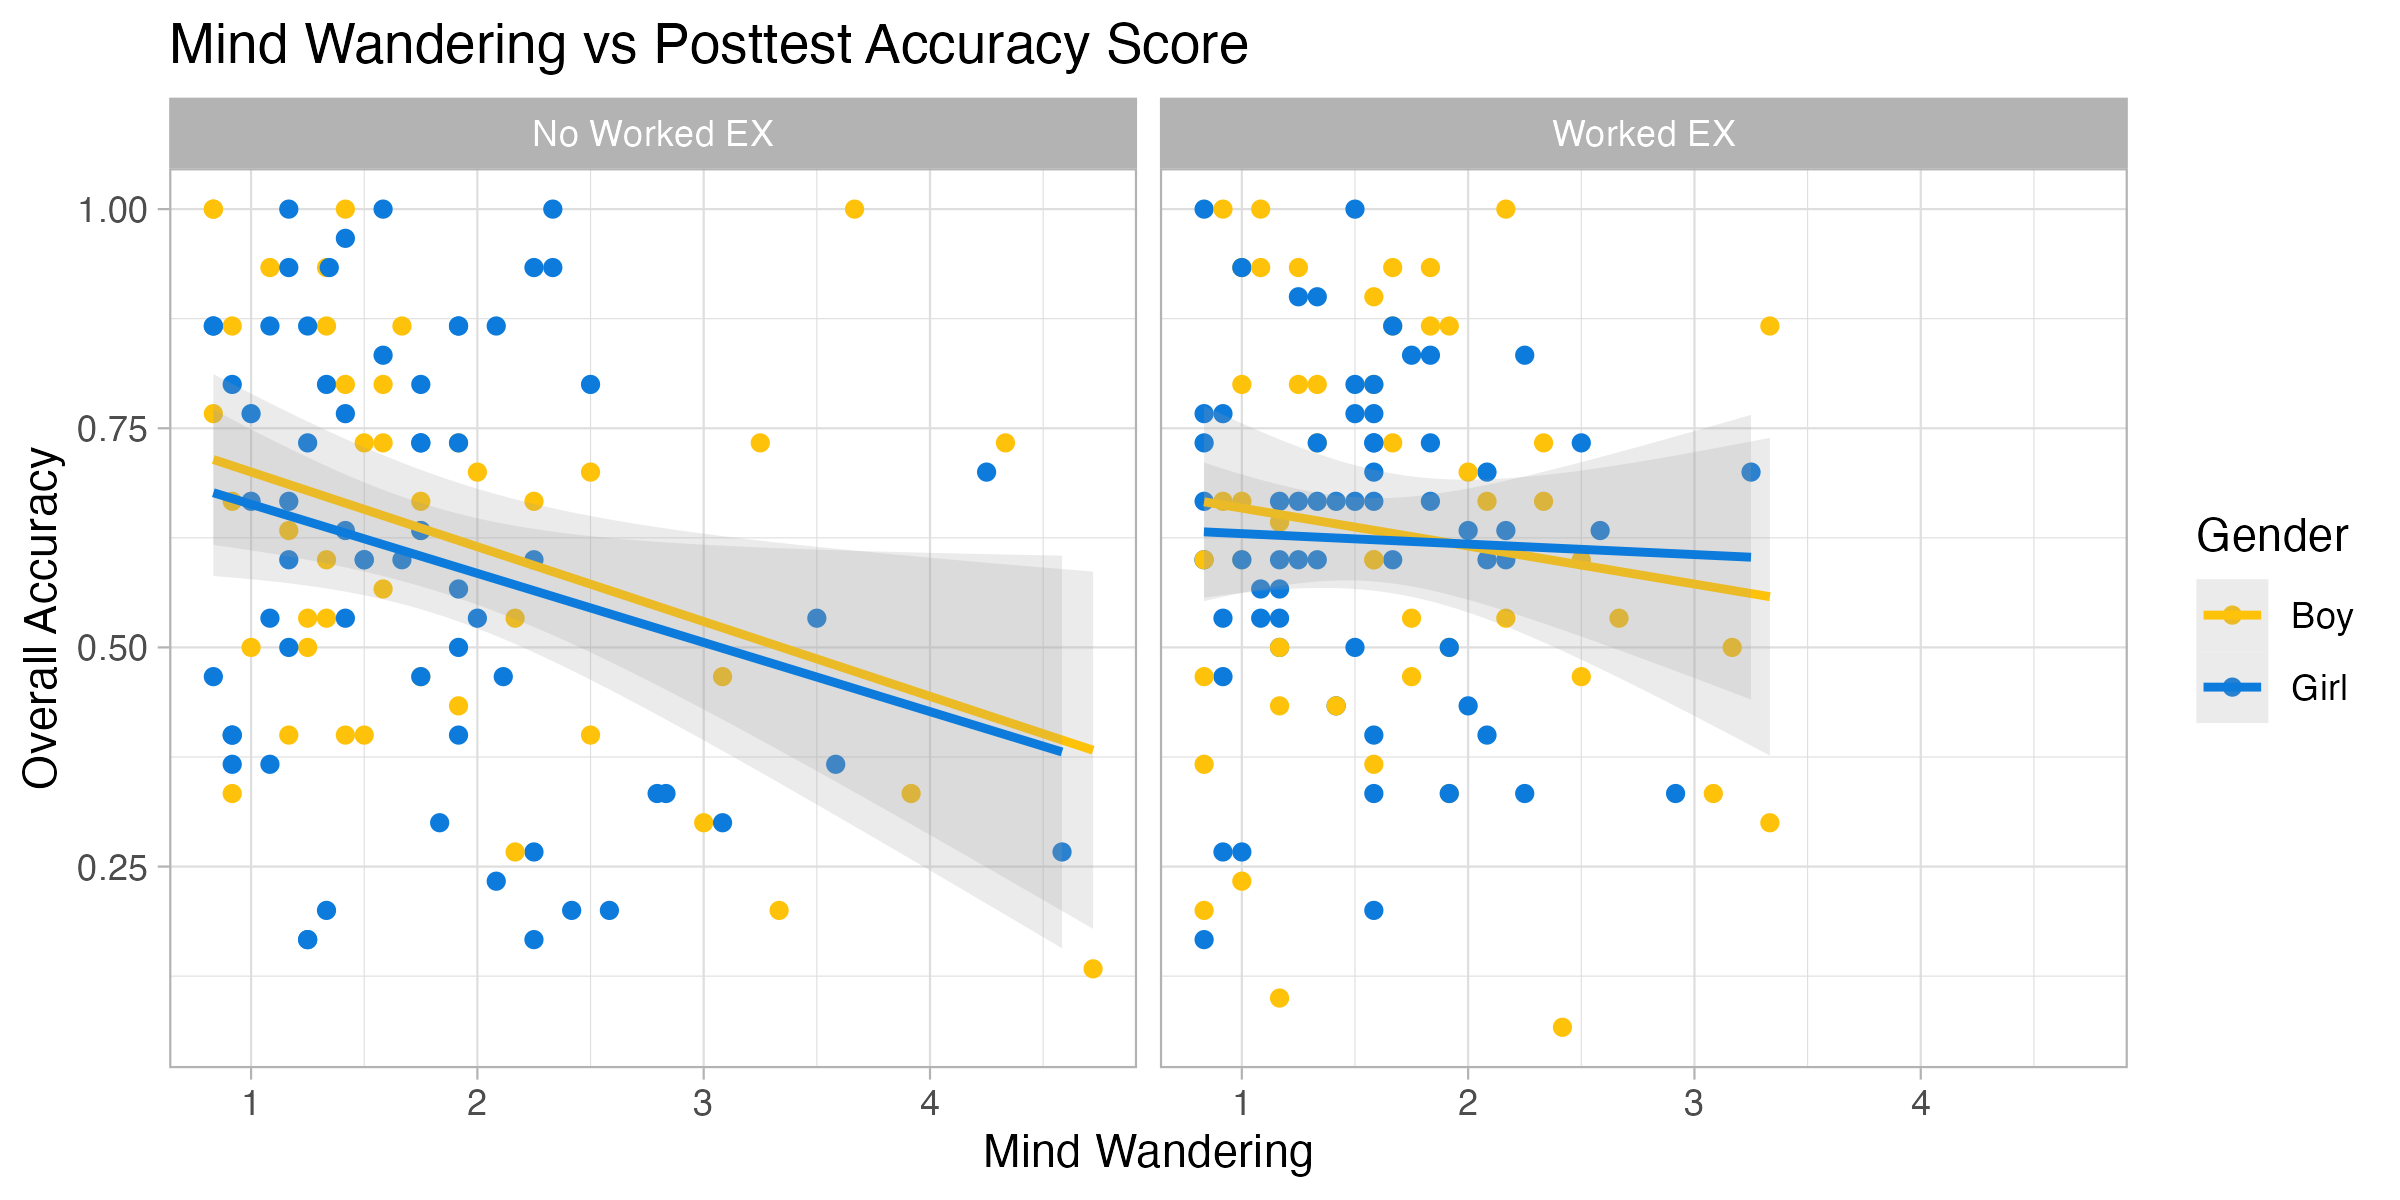 Mind Wandering vs Posttest Accuracy Score
No Worked EX
Worked EX
1.00
0.75
0.50
0.25
Overall Accuracy
1 2 3 4
1 2 3 4
Mind Wandering
Gender
Boy
Girl